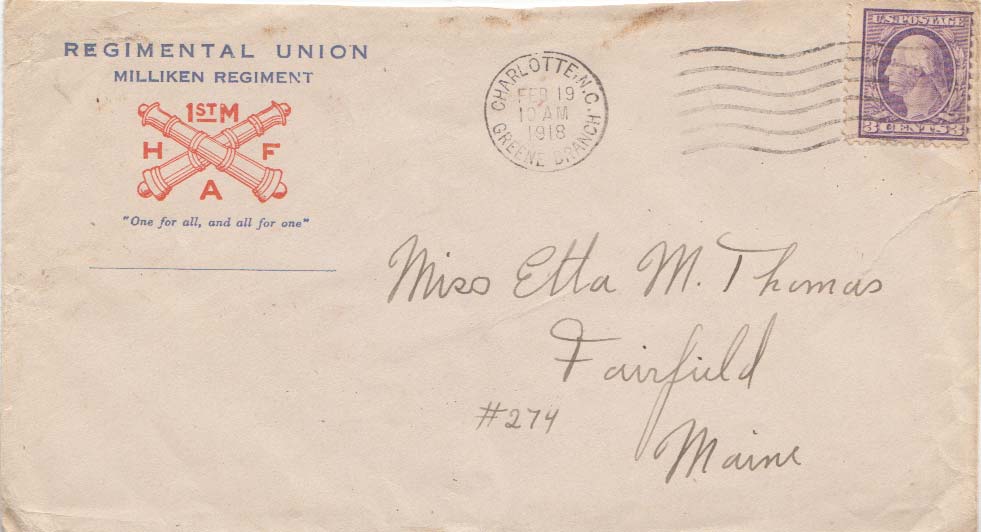 REGIMENTAL UNION
MILLIKEN REGIMENT
1ST M
H F
A
"One for all, and all for one"
CHARLOTTE, N.C.
FEB 19
10 AM
1918
GREENE BRANCH
U.S. POSTAGE
3 CENTS 3
Miss Etta M. Thomas
Fairfield
#274
Maine